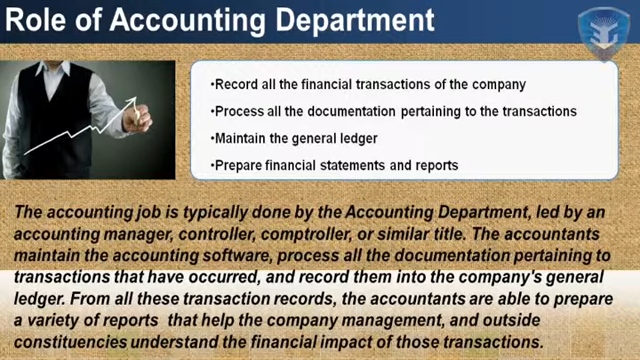 Role of Accounting Department
•Record all the financial transactions of the company
•Process all the documentation pertaining to the transactions
•Maintain the general ledger
•Prepare financial statements and reports
The accounting job is typically done by the Accounting Department, led by an
accounting manager, controller, comptroller, or similar title. The accountants
maintain the accounting software, process all the documentation pertaining to
transactions that have occurred, and record them into the company's general
ledger. From all these transaction records, the accountants are able to prepare
a variety of reports that help the company management, and outside
constituencies understand the financial impact of those transactions.